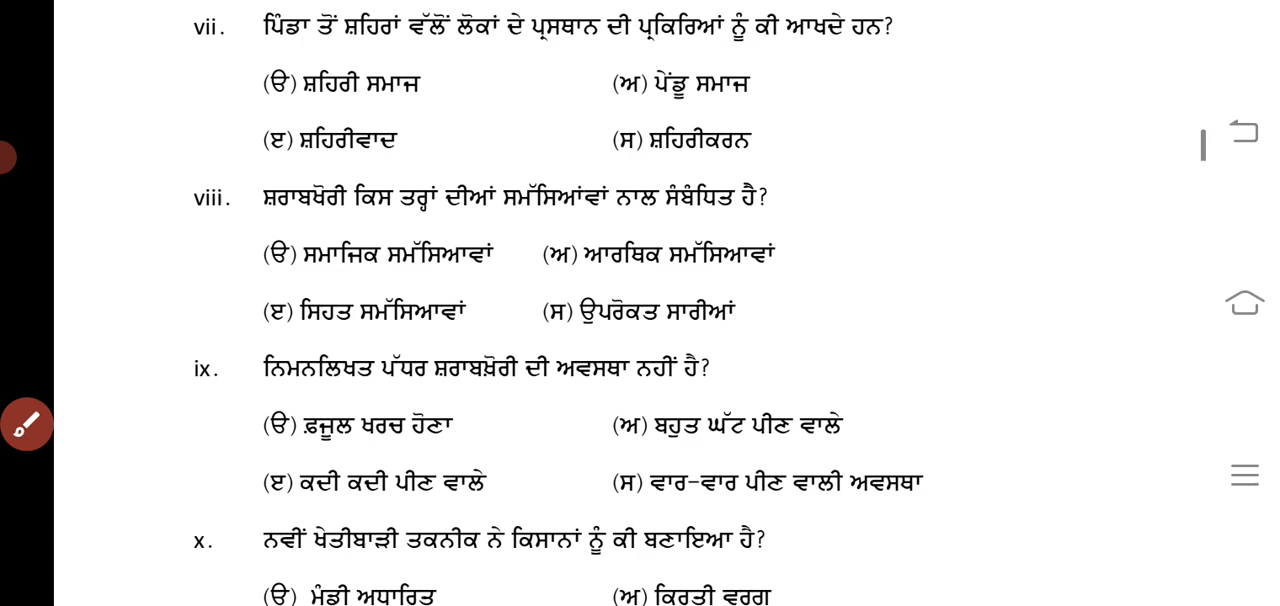 vii. ਪਿੰਡਾ ਤੋਂ ਸ਼ਹਿਰਾਂ ਵੱਲੋਂ ਲੋਕਾਂ ਦੇ ਪ੍ਰਸਥਾਨ ਦੀ ਪ੍ਰਕਿਰਿਆਂ ਨੂੰ ਕੀ ਆਖਦੇ ਹਨ?
(ੳ) ਸ਼ਹਿਰੀ ਸਮਾਜ (ਅ) ਪੇਂਡੂ ਸਮਾਜ
(ੲ) ਸ਼ਹਿਰੀਵਾਦ (ਸ) ਸ਼ਹਿਰੀਕਰਨ
viii. ਸ਼ਰਾਬਖੋਰੀ ਕਿਸ ਤਰ੍ਹਾਂ ਦੀਆਂ ਸਮੱਸਿਆਂਵਾਂ ਨਾਲ ਸੰਬੰਧਿਤ ਹੈ?
(ੳ) ਸਮਾਜਿਕ ਸਮੱਸਿਆਵਾਂ (ਅ) ਆਰਥਿਕ ਸਮੱਸਿਆਵਾਂ
(ੲ) ਸਿਹਤ ਸਮੱਸਿਆਵਾਂ (ਸ) ਉਪਰੋਕਤ ਸਾਰੀਆਂ
ix. ਨਿਮਨਲਿਖਤ ਪੱਧਰ ਸ਼ਰਾਬਖ਼ੋਰੀ ਦੀ ਅਵਸਥਾ ਨਹੀਂ ਹੈ?
(ੳ) ਫ਼ਜੂਲ ਖਰਚ ਹੋਣਾ (ਅ) ਬਹੁਤ ਘੱਟ ਪੀਣ ਵਾਲੇ
(ੲ) ਕਦੀ ਕਦੀ ਪੀਣ ਵਾਲੇ (ਸ) ਵਾਰ-ਵਾਰ ਪੀਣ ਵਾਲੀ ਅਵਸਥਾ
x. ਨਵੀਂ ਖੇਤੀਬਾੜੀ ਤਕਨੀਕ ਨੇ ਕਿਸਾਨਾਂ ਨੂੰ ਕੀ ਬਣਾਇਆ ਹੈ?
(ੳ) ਮੰਡੀ ਅਧਾਰਿਤ (ਅ) ਕਿਰਤੀ ਵਰਗ